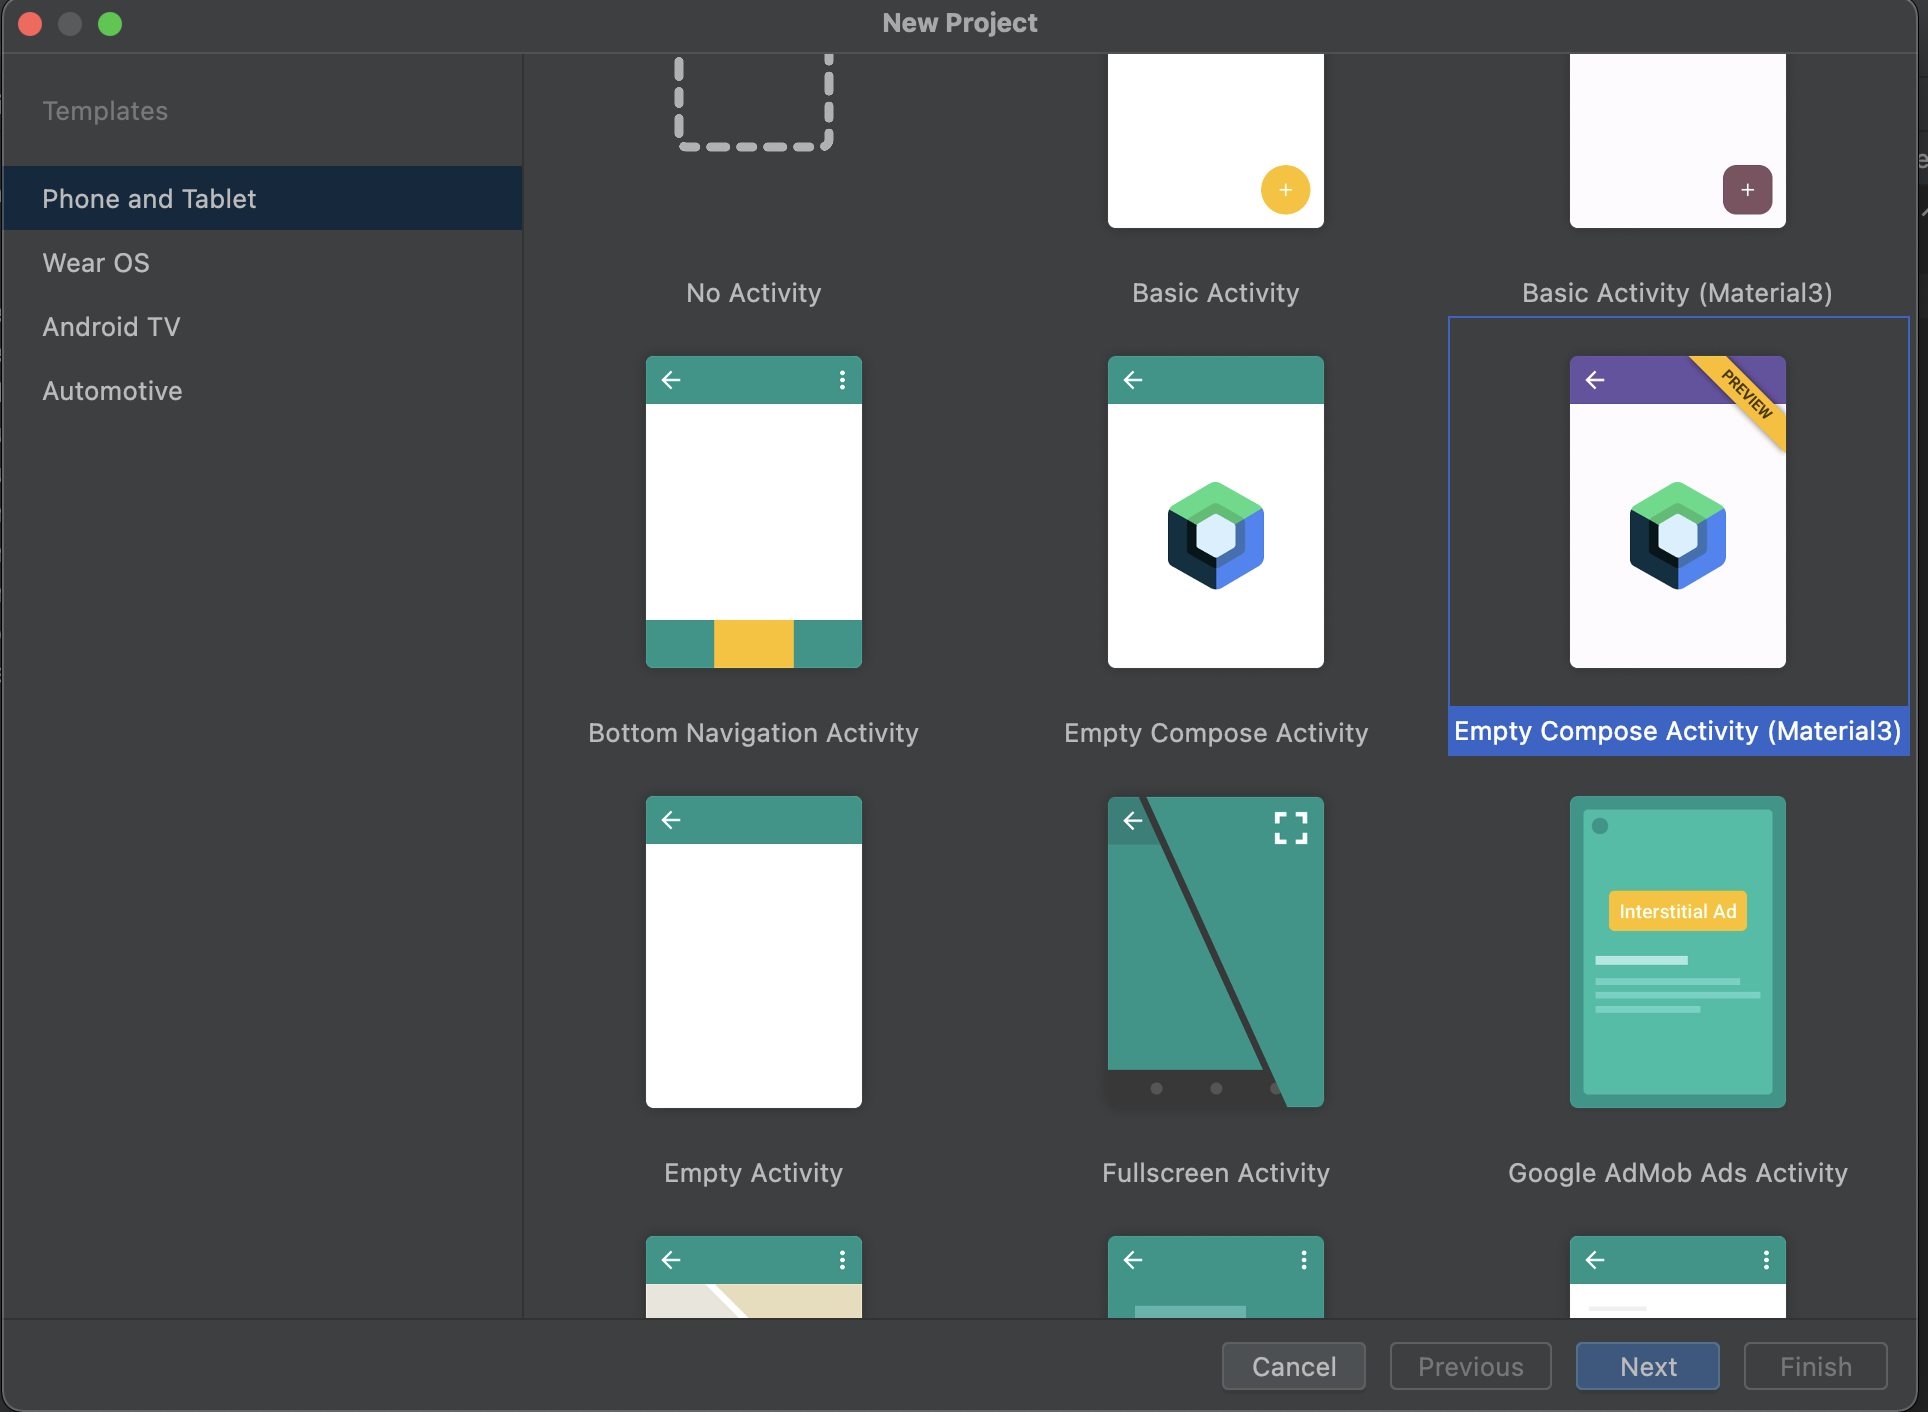 New Project
Templates
Phone and Tablet
Wear OS
Android TV
Automotive
+
+
No Activity
Basic Activity
Basic Activity (Material3)
PREVIEW
Bottom Navigation Activity
Empty Compose Activity
Empty Compose Activity (Material3)
Interstitial Ad
Empty Activity
Fullscreen Activity
Google AdMob Ads Activity
Cancel
Previous
Next
Finish